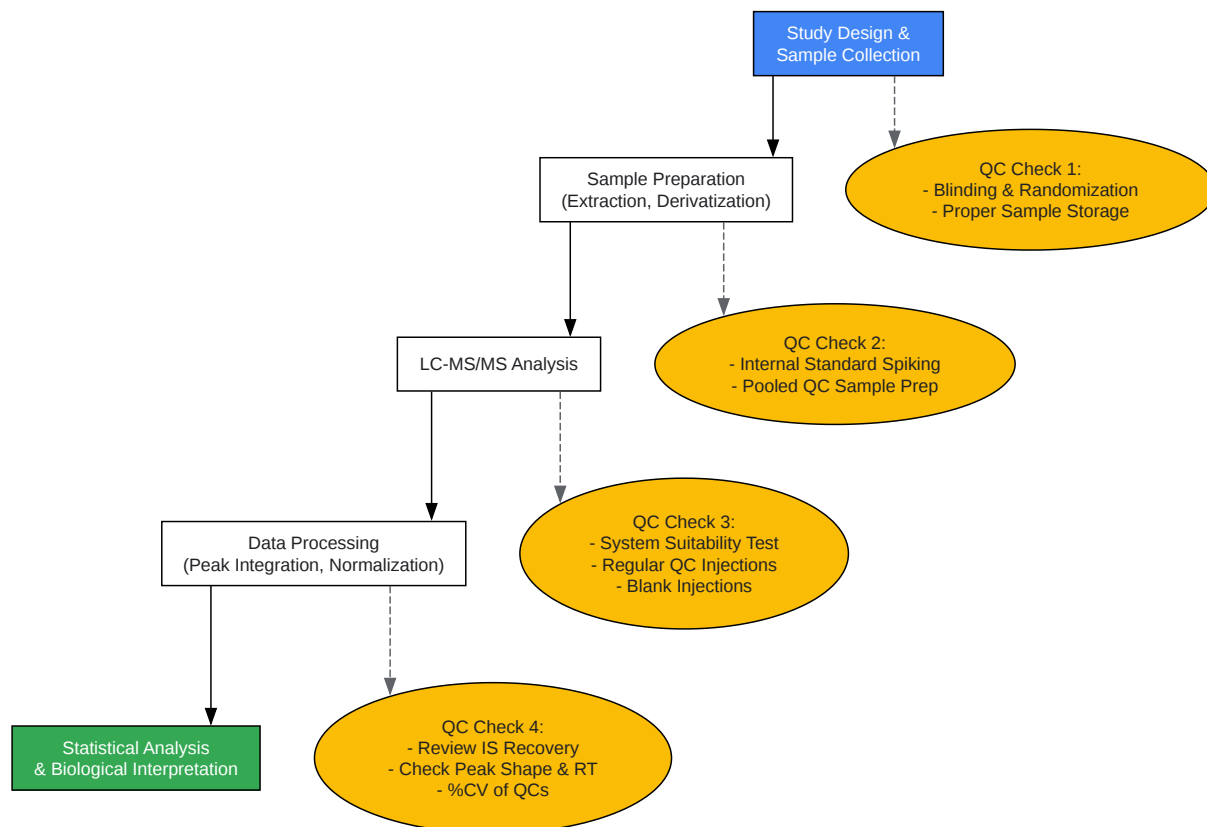 Study Design &
Sample Collection
QC Check 1:
- Blinding & Randomization
- Proper Sample Storage
Sample Preparation
(Extraction, Derivatization)
QC Check 2:
- Internal Standard Spiking
- Pooled QC Sample Prep
LC-MS/MS Analysis
QC Check 3:
- System Suitability Test
- Regular QC Injections
- Blank Injections
Data Processing
(Peak Integration, Normalization)
QC Check 4:
- Review IS Recovery
- Check Peak Shape & RT
- %CV of QCs
Statistical Analysis
& Biological Interpretation